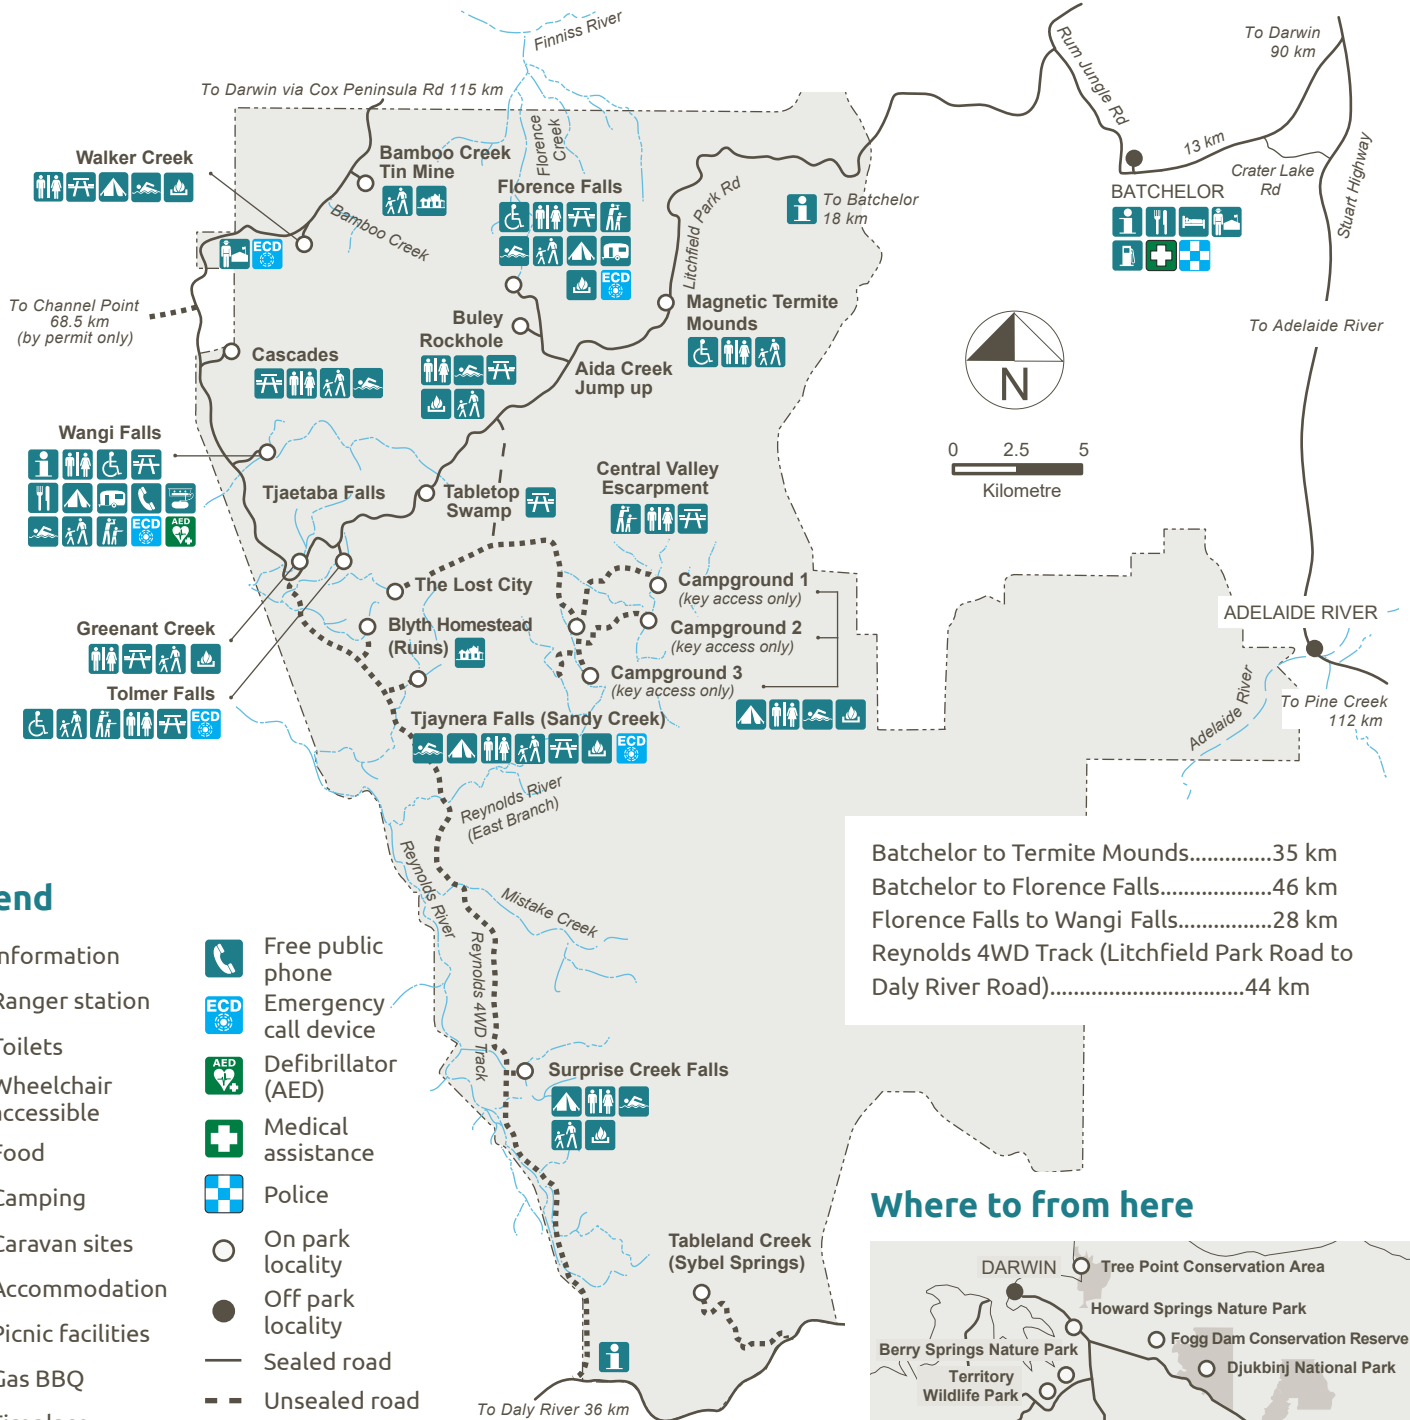 Finniss River
To Darwin
90 km
Rum Jungle Rd
To Darwin via Cox Peninsula Rd 115 km
Florence
Creek
13 km
Stuart Highway
Walker Creek
Bamboo Creek
Tin Mine
Florence Falls
Crater Lake
Rd
BATCHELOR
Litchfield Park Rd
To Batchelor
18 km
Bamboo Creek
ECD
ECD
To Channel Point
68.5 km
(by permit only)
Magnetic Termite
Mounds
Buley
Rockhole
To Adelaide River
Cascades
Aida Creek
Jump up
N
Wangi Falls
0 2.5 5
Kilometre
Central Valley
Escarpment
Tjaetaba Falls
Tabletop
Swamp
ECD
AED
The Lost City
Campground 1
(key access only)
Greenant Creek
Blyth Homestead
(Ruins)
Campground 2
(key access only)
ADELAIDE RIVER
Campground 3
(key access only)
Tolmer Falls
ECD
Tjaynera Falls (Sandy Creek)
ECD
Adelaide River
To Pine Creek
112 km
Reynolds River
(East Branch)
Reynolds River
Mistake Creek
Reynolds 4WD Track
Batchelor to Termite Mounds..............35 km
Batchelor to Florence Falls...................46 km
Florence Falls to Wangi Falls................28 km
Reynolds 4WD Track (Litchfield Park Road to
Daly River Road).................................44 km
Surprise Creek Falls
Tableland Creek
(Sybel Springs)
To Daly River 36 km
end
nformation
Ranger station
Toilets
Wheelchair
accessible
Food
Camping
Caravan sites
Accommodation
Picnic facilities
Gas BBQ
Free public
phone
ECD
Emergency
call device
AED
Defibrillator
(AED)
Medical
assistance
Police
On park
locality
Off park
locality
Sealed road
Unsealed road
Where to from here
DARWIN
Tree Point Conservation Area
Howard Springs Nature Park
Fogg Dam Conservation Reserve
Berry Springs Nature Park
Djukbinj National Park
Territory
Wildlife Park